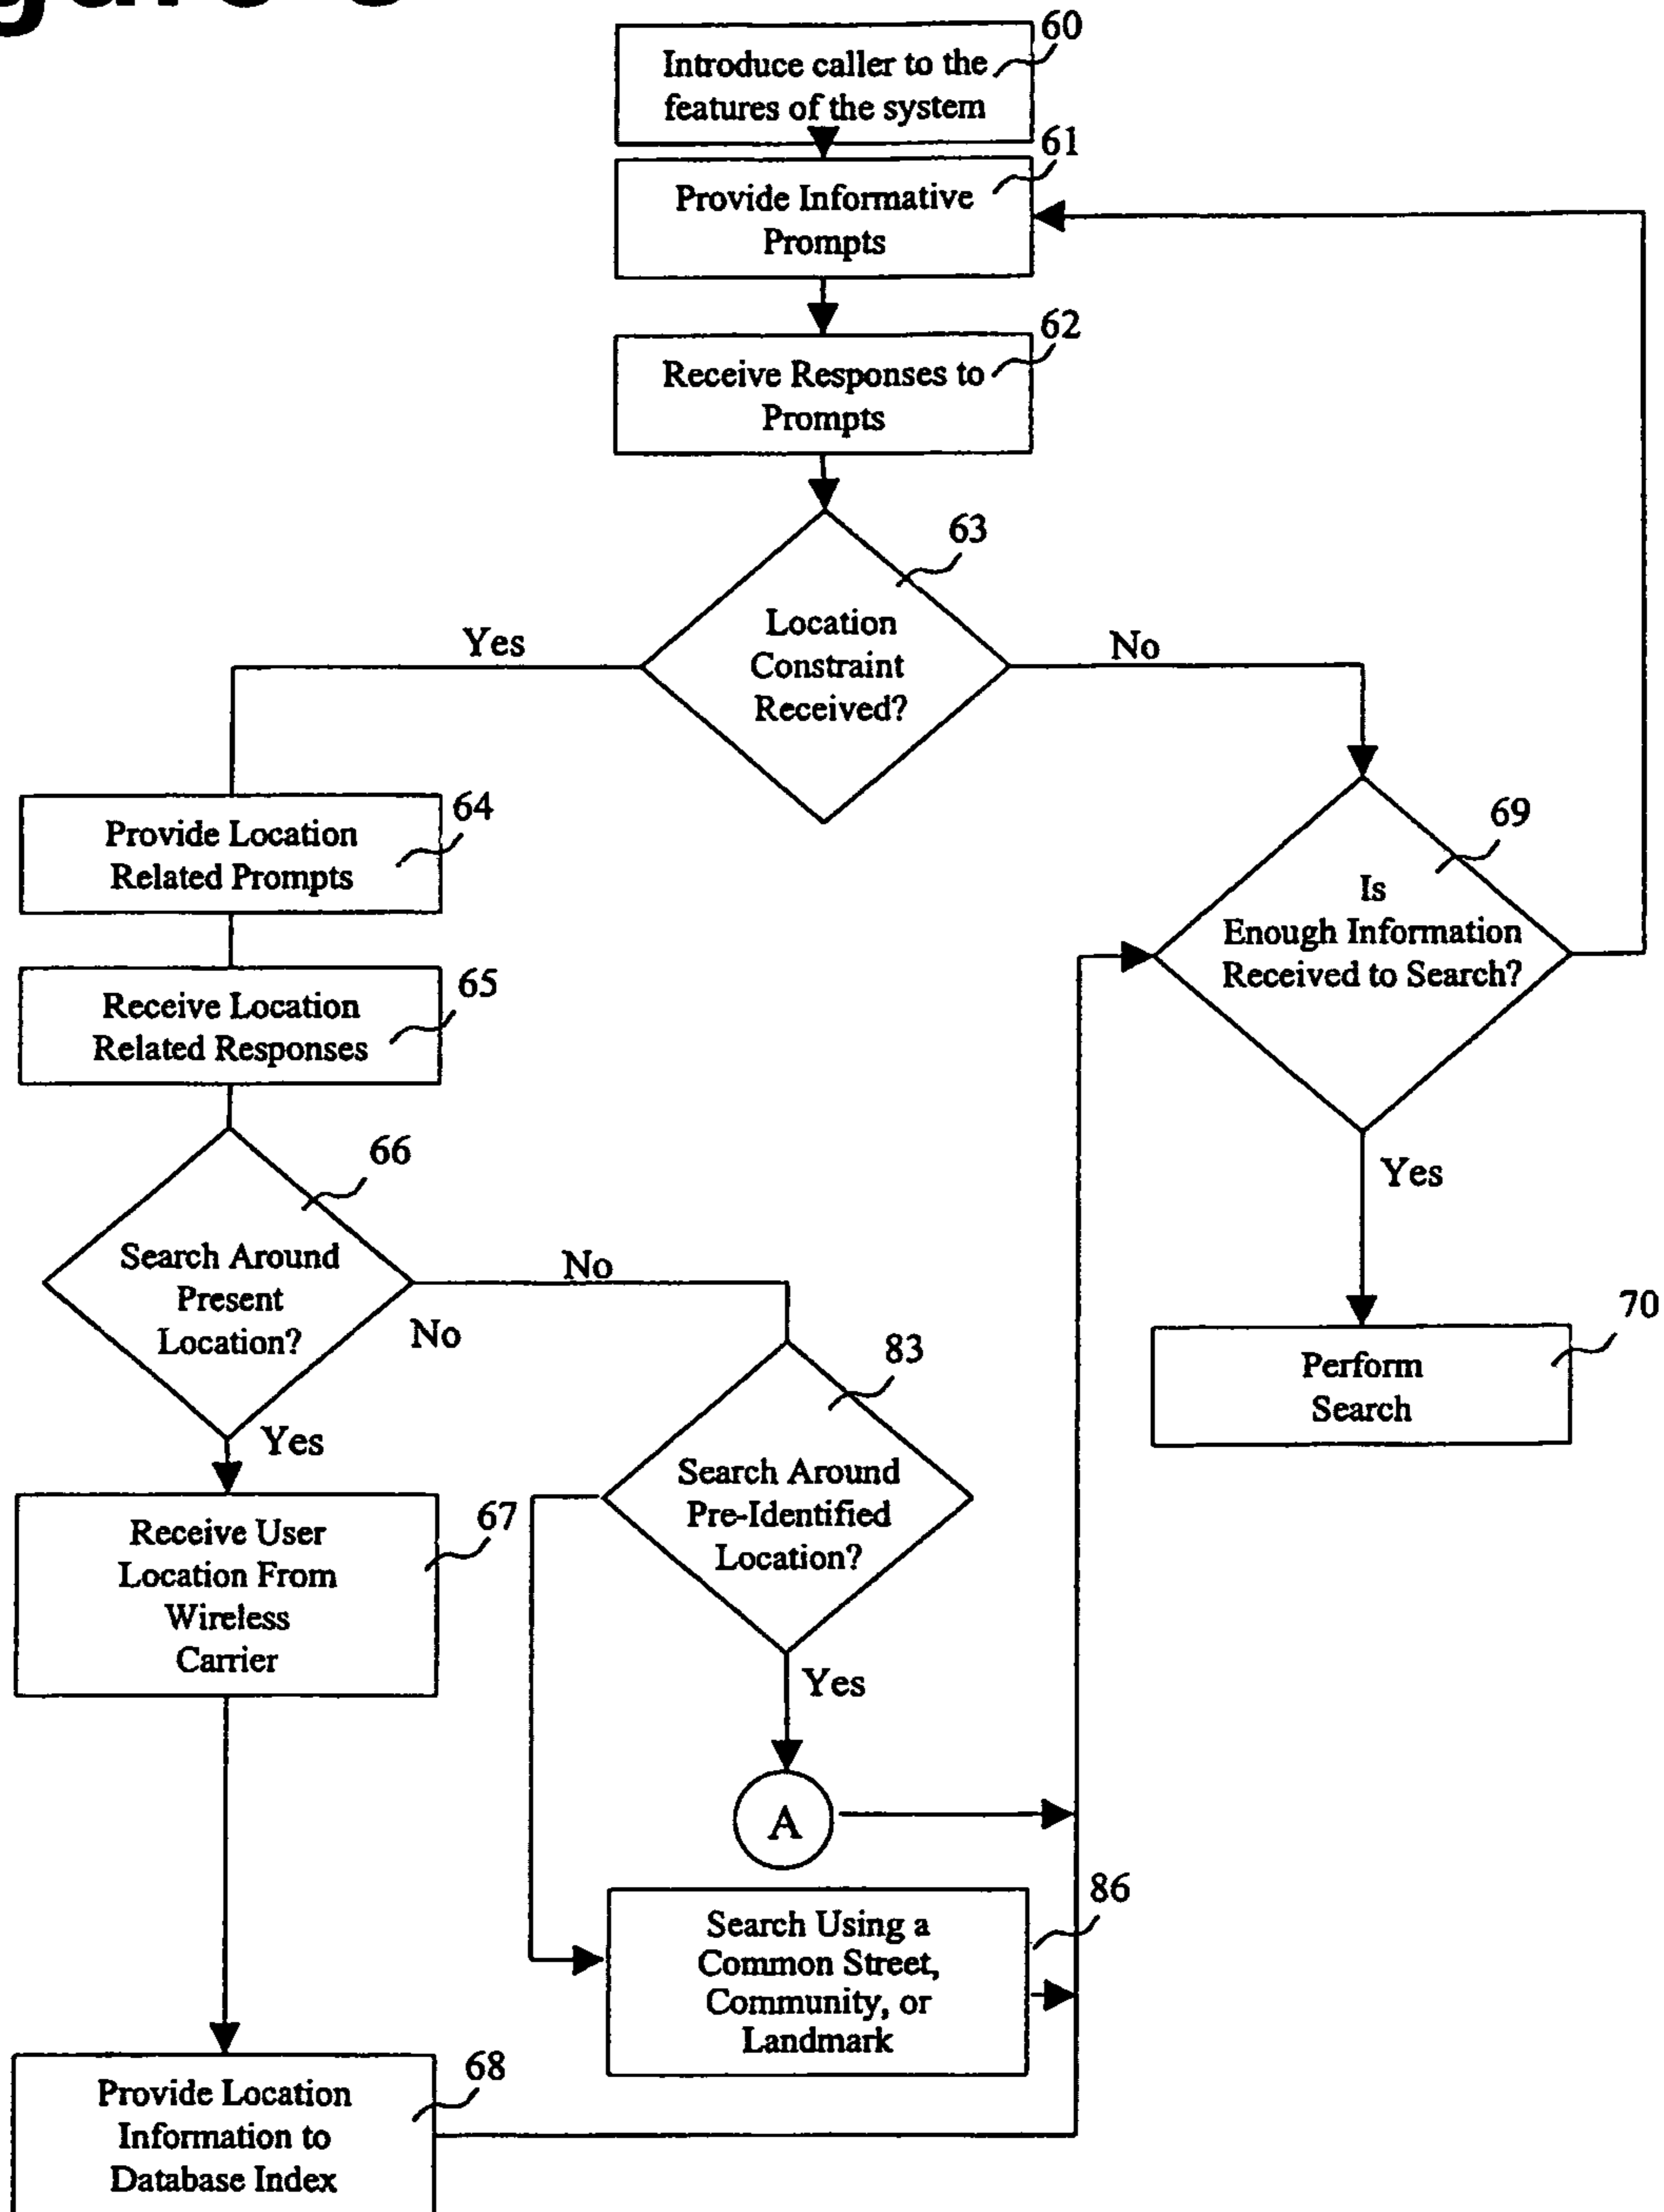 60
Introduce caller to the
features of the system
61
Provide Informative
Prompts
62
Receive Responses to
Prompts
63
Location
Constraint
Received?
Yes
No
64
Provide Location
Related Prompts
69
Is
Enough Information
Received to Search?
65
Receive Location
Related Responses
66
Search Around
Present
Location?
No
No
Yes
Yes
70
Perform
Search
83
Search Around
Pre-Identified
Location?
67
Receive User
Location From
Wireless
Carrier
Yes
A
86
Search Using a
Common Street,
Community, or
Landmark
68
Provide Location
Information to
Database Index